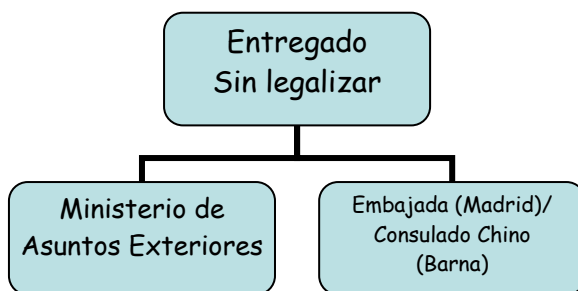 Entregado
Sin legalizar
Ministerio de
Asuntos Exteriores
Embajada (Madrid)/
Consulado Chino
(Barna)